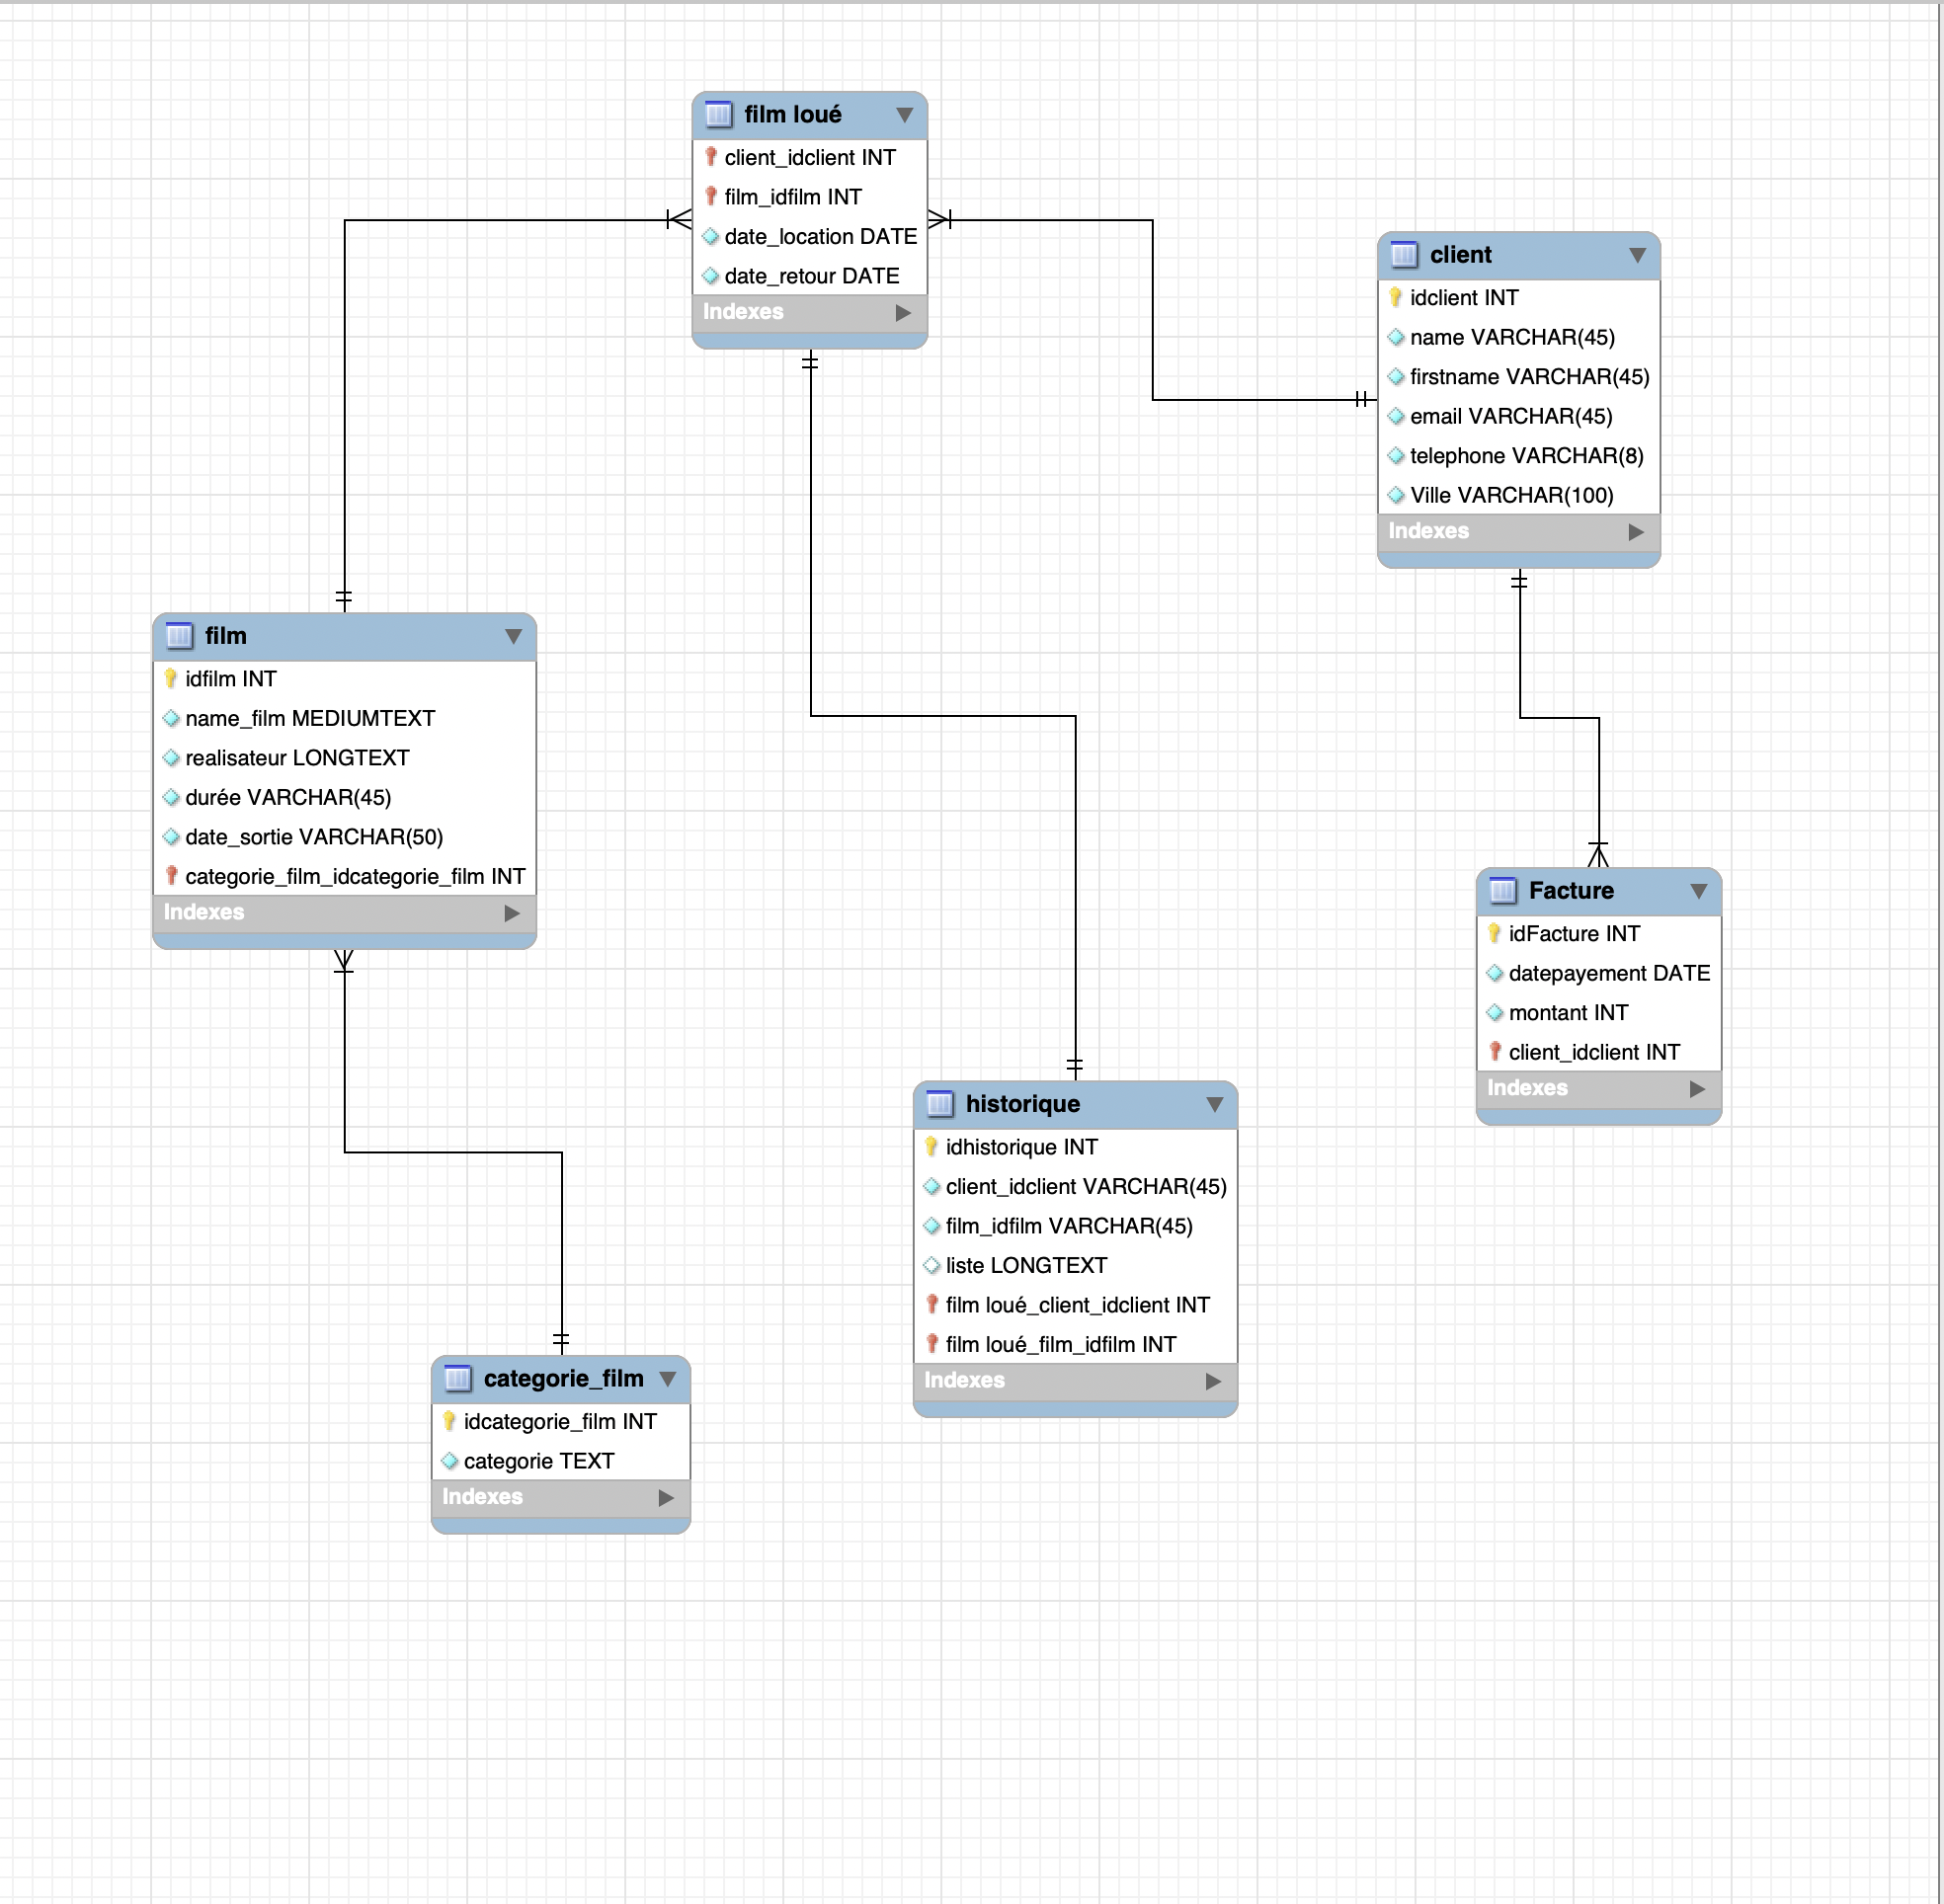 film loué
client_idclient INT
film_idfilm INT
date_location DATE
date_retour DATE
Indexes
client
idclient INT
name VARCHAR(45)
firstname VARCHAR(45)
email VARCHAR(45)
telephone VARCHAR(8)
Ville VARCHAR(100)
Indexes
film
idfilm INT
name_film MEDIUMTEXT
realisateur LONGTEXT
durée VARCHAR(45)
date_sortie VARCHAR(50)
categorie_film_idcategorie_film INT
Indexes
Facture
idFacture INT
datepayement DATE
montant INT
client_idclient INT
Indexes
historique
idhistorique INT
client_idclient VARCHAR(45)
film_idfilm VARCHAR(45)
liste LONGTEXT
film loué_client_idclient INT
film loué_film_idfilm INT
Indexes
categorie_film
idcategorie_film INT
categorie TEXT
Indexes